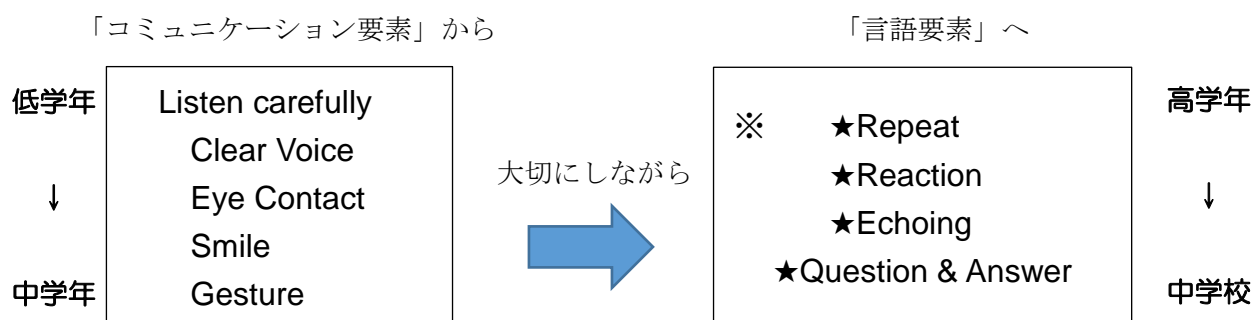 「コミュニケーション要素」から
「言語要素」へ
低学年
↓
中学年
Listen carefully
Clear Voice
Eye Contact
Smile
Gesture
大切にしながら
※ ★Repeat
★Reaction
★Echoing
★Question & Answer
高学年
↓
中学校